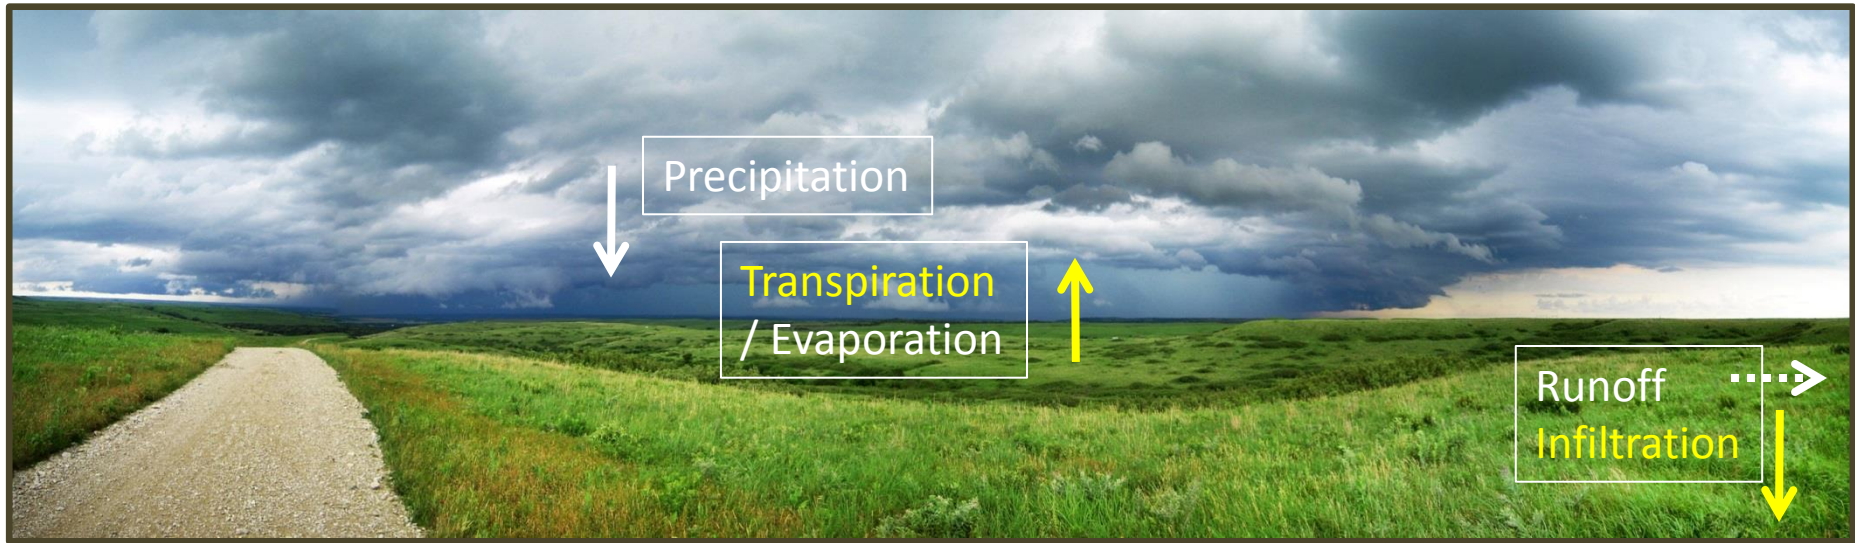 Precipitation
Transpiration
/ Evaporation
Runoff
Infiltration